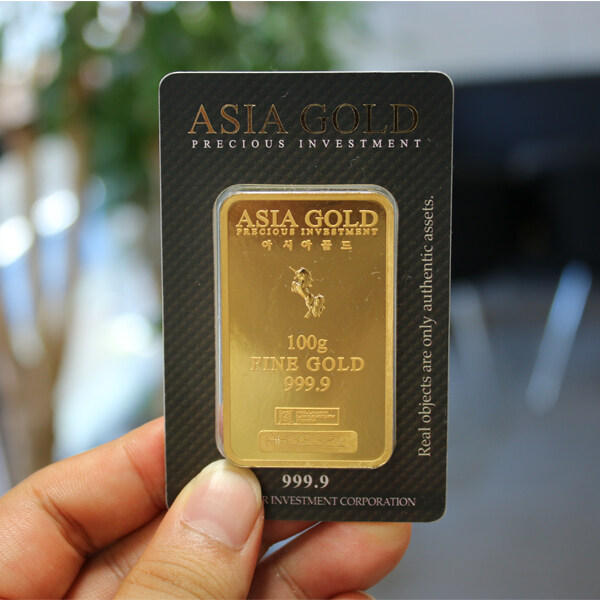 ASIA GOLD
PRECIOUS INVESTMENT
ASIA GOLD
PRECIOUS INVESTMENT
아시아골드
100g
FINE GOLD
999.9
999.9
INVESTMENT CORPORATION
Real objects are only authentic assets.